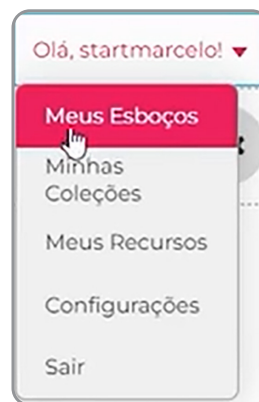 Olá, startmarcelo!
Meus Esboços
Minhas
Coleções
Meus Recursos
Configurações
Sair